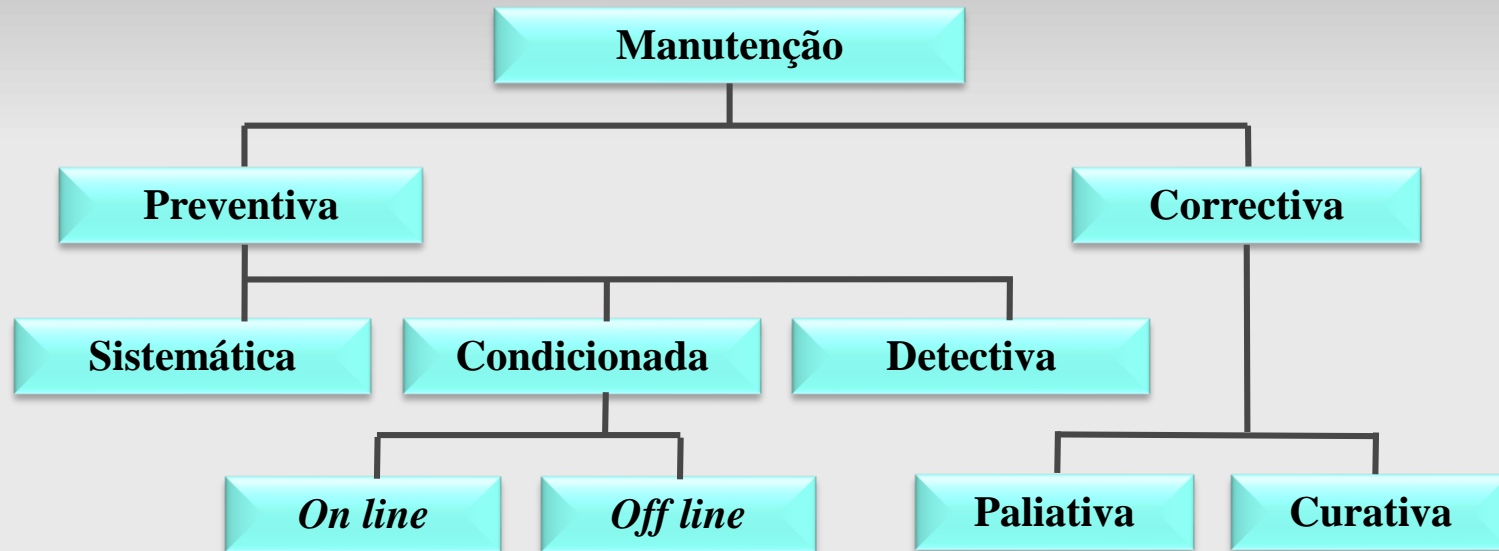 Manutenção
Preventiva
Correctiva
Sistemática
Condicionada
Detectiva
On line
Off line
Paliativa
Curativa